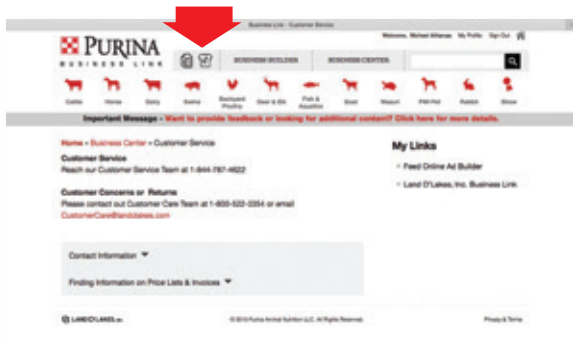 Business Link - Customer Service
Welcome, Michael My Profile Sign Out
PURINA
BUSINESS LINK
BUSINESS BUILDER BUSINESS CENTER
Cattle Horse Dairy Swine Backyard Poultry Deer & Elk Fish & Aquatics Goat Mazuri Rabbit Show
Important Message - Want to provide feedback or looking for additional content? Click here for more details.
Home » Business Center » Customer Service
Customer Service
Reach our Customer Service Team at 1-844-787-4622
Customer Concerns or Returns
Please contact out Customer Care Team at 1-800-522-0354 or email
CustomerCare@landolakes.com
My Links
Feed Online Ad Builder
Land O'Lakes, Inc. Business Link
Contact Information
Finding Information on Price Lists & Invoices
LAND O LAKES, INC.
Purina Animal Nutrition LLC. All Rights Reserved.
Privacy & Terms